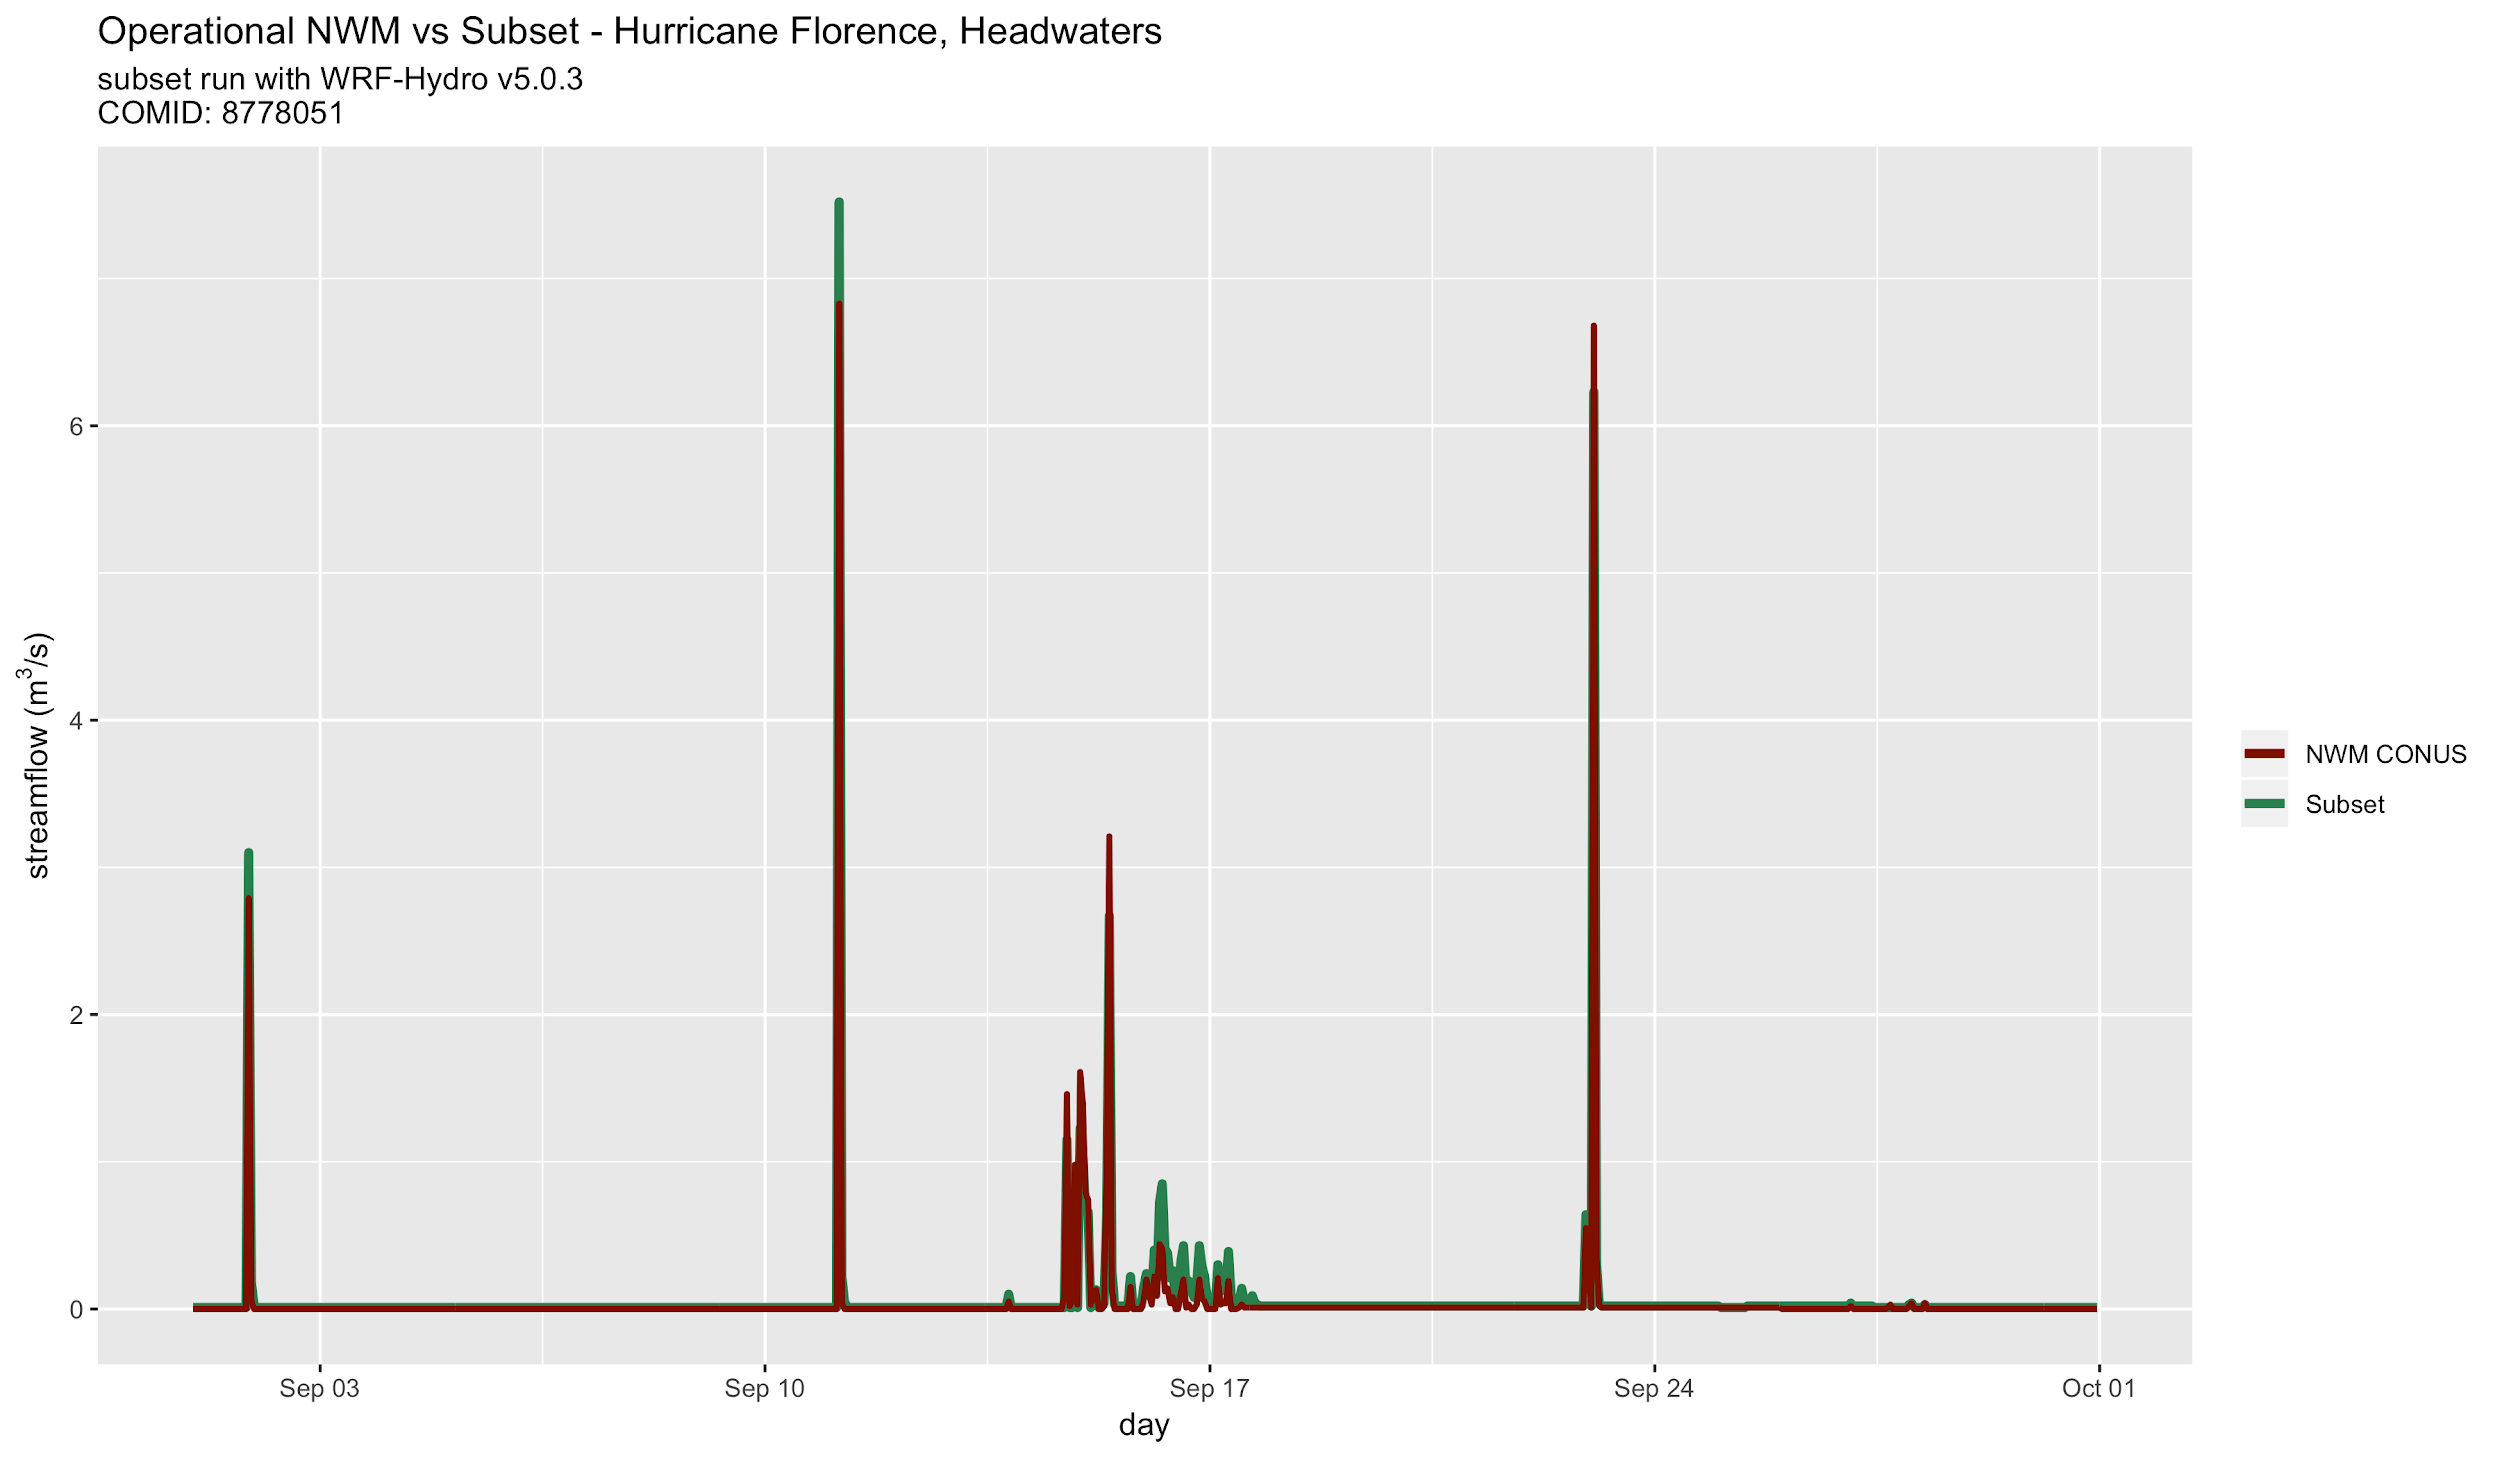 Operational NWM vs Subset - Hurricane Florence, Headwaters
subset run with WRF-Hydro v5.0.3
COMID: 8778051
streamflow (m³/s)
6
4
2
0
Sep 03
Sep 10
Sep 17
Sep 24
Oct 01
day
NWM CONUS
Subset